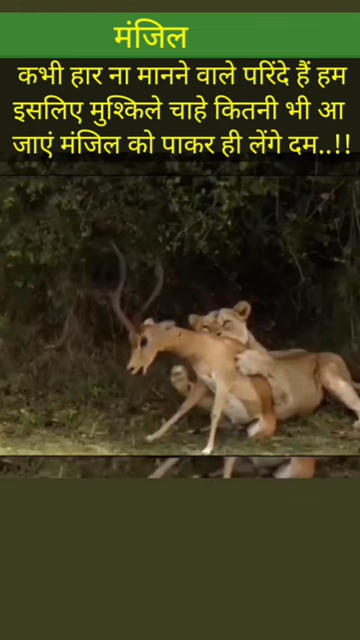 मंजिल
कभी हार ना मानने वाले परिंदे हैं हम
इसलिए मुश्किले चाहे कितनी भी आ
जाएं मंजिल को पाकर ही लेंगे दम..!!